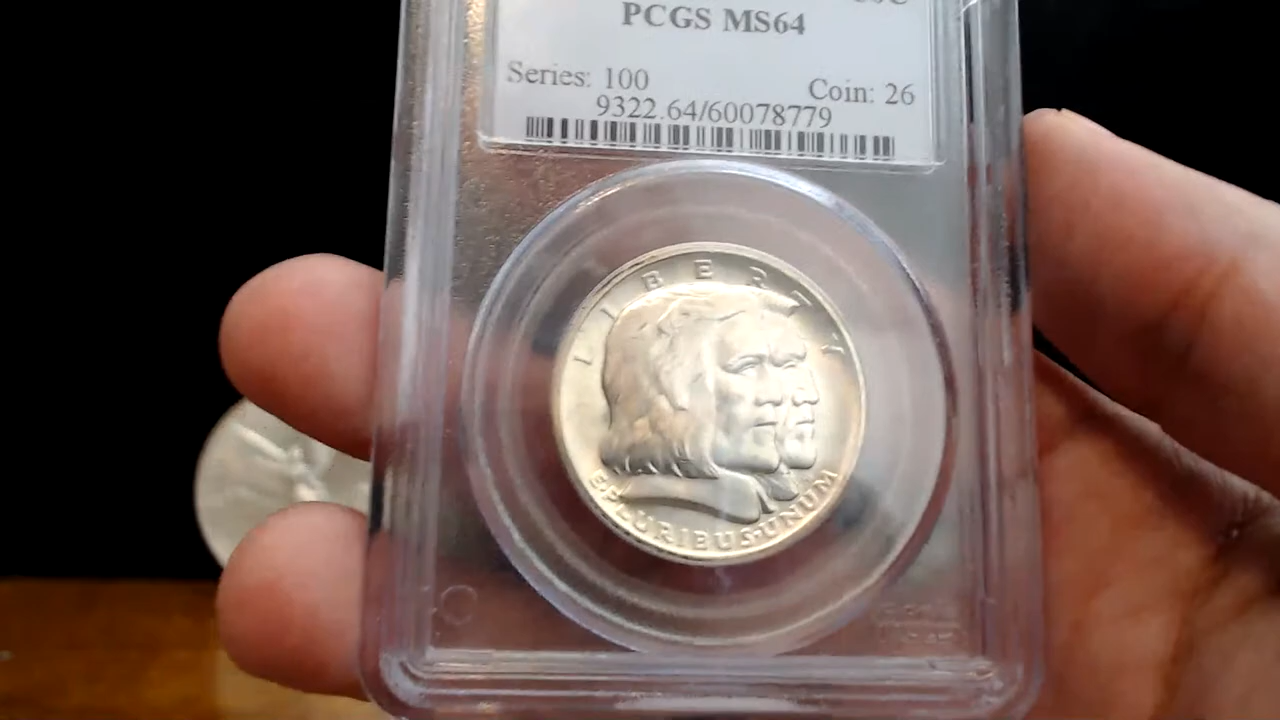 PCGS MS64
Series: 100 Coin: 26
9322.64/60078779
LIBERTY
E PLURIBUS UNUM